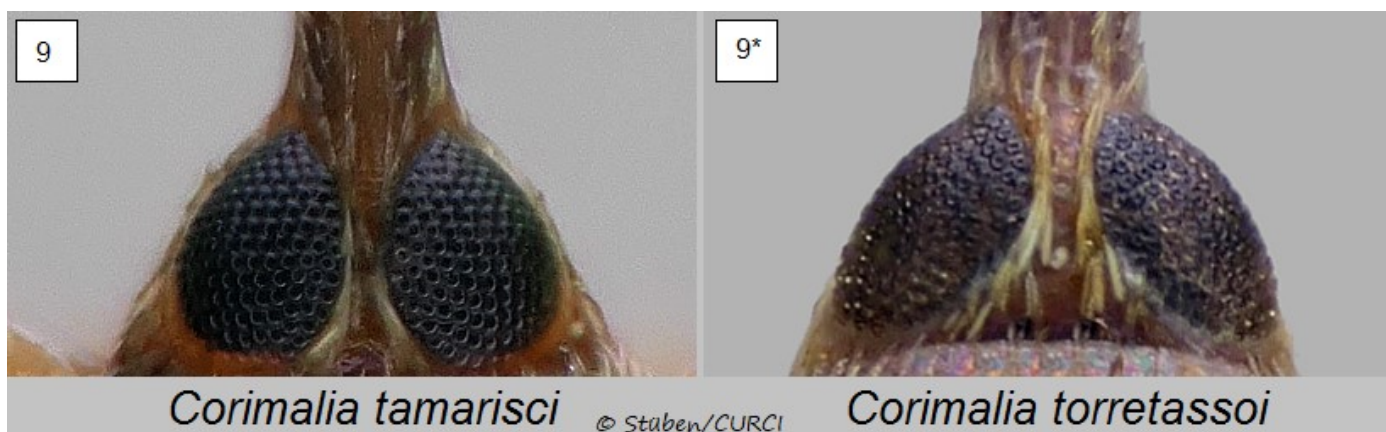 9
9*
Corimalia tamarisci
© Stüben/CURCI
Corimalia torretassoi